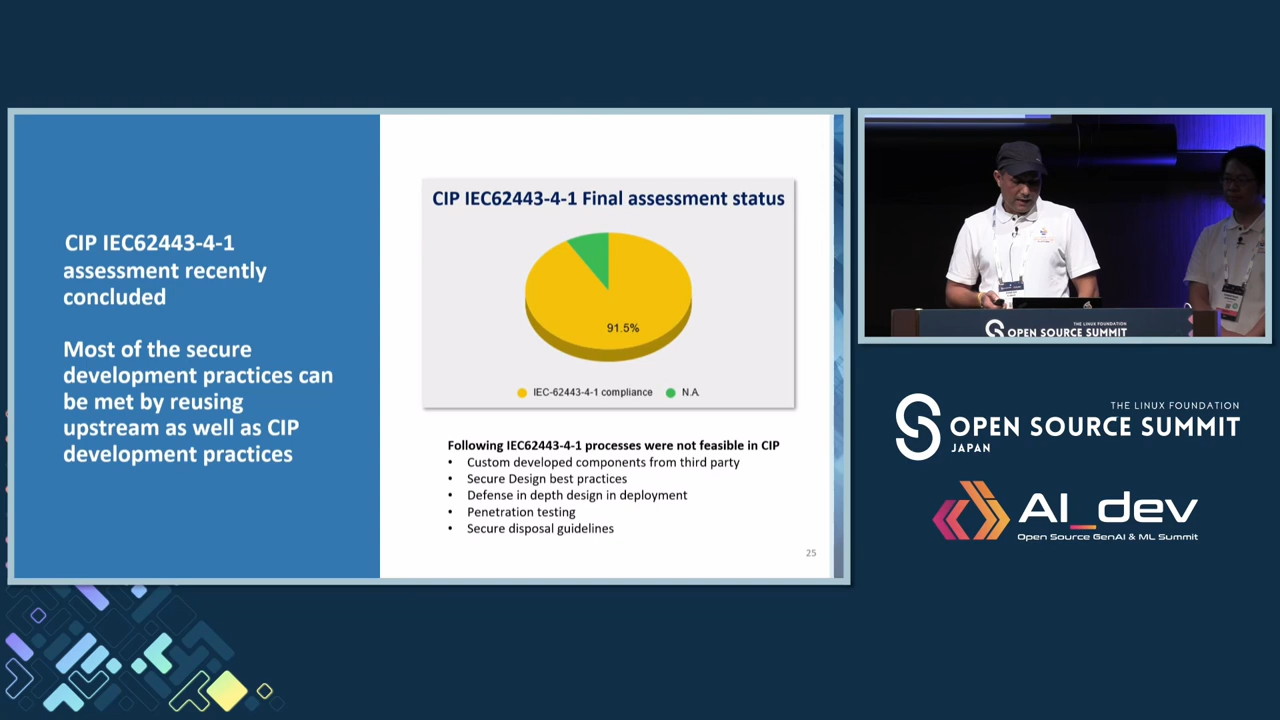 CIP IEC62443-4-1
assessment recently
concluded
Most of the secure
development practices can
be met by reusing
upstream as well as CIP
development practices
CIP IEC62443-4-1 Final assessment status
91.5%
IEC-62443-4-1 compliance
N.A
Following IEC62443-4-1 processes were not feasible in CIP
• Custom developed components from third party
• Secure Design best practices
• Defense in depth design in deployment
• Penetration testing
• Secure disposal guidelines
25
THE LINUX FOUNDATION
OPEN SOURCE SUMMIT
THE LINUX FOUNDATION
OPEN SOURCE SUMMIT
JAPAN
AI_dev
Open Source GenAI & ML Summit